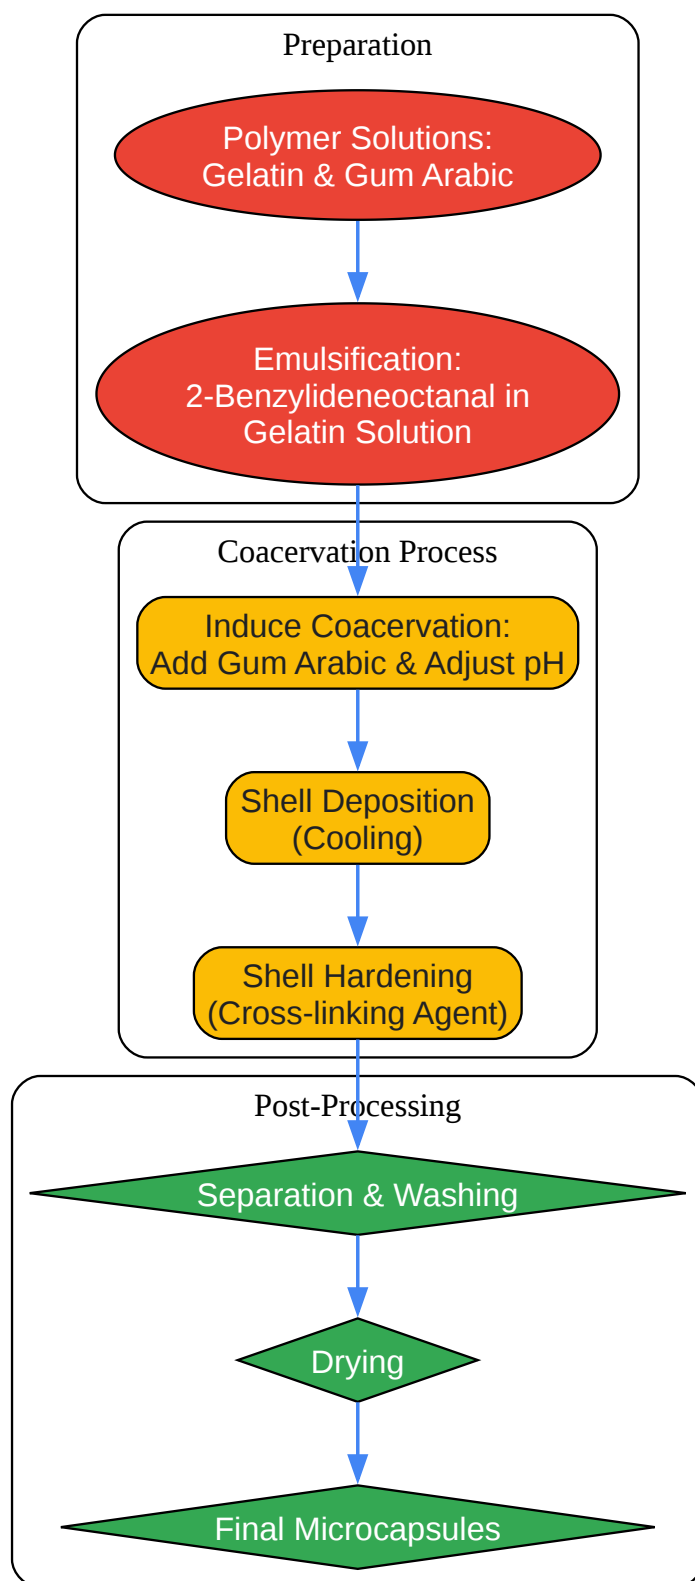 Preparation
Polymer Solutions:
Gelatin & Gum Arabic
Emulsification:
2-Benzylideneoctanal in
Gelatin Solution
Coacervation Process
Induce Coacervation:
Add Gum Arabic & Adjust pH
Shell Deposition
(Cooling)
Shell Hardening
(Cross-linking Agent)
Post-Processing
Separation & Washing
Drying
Final Microcapsules